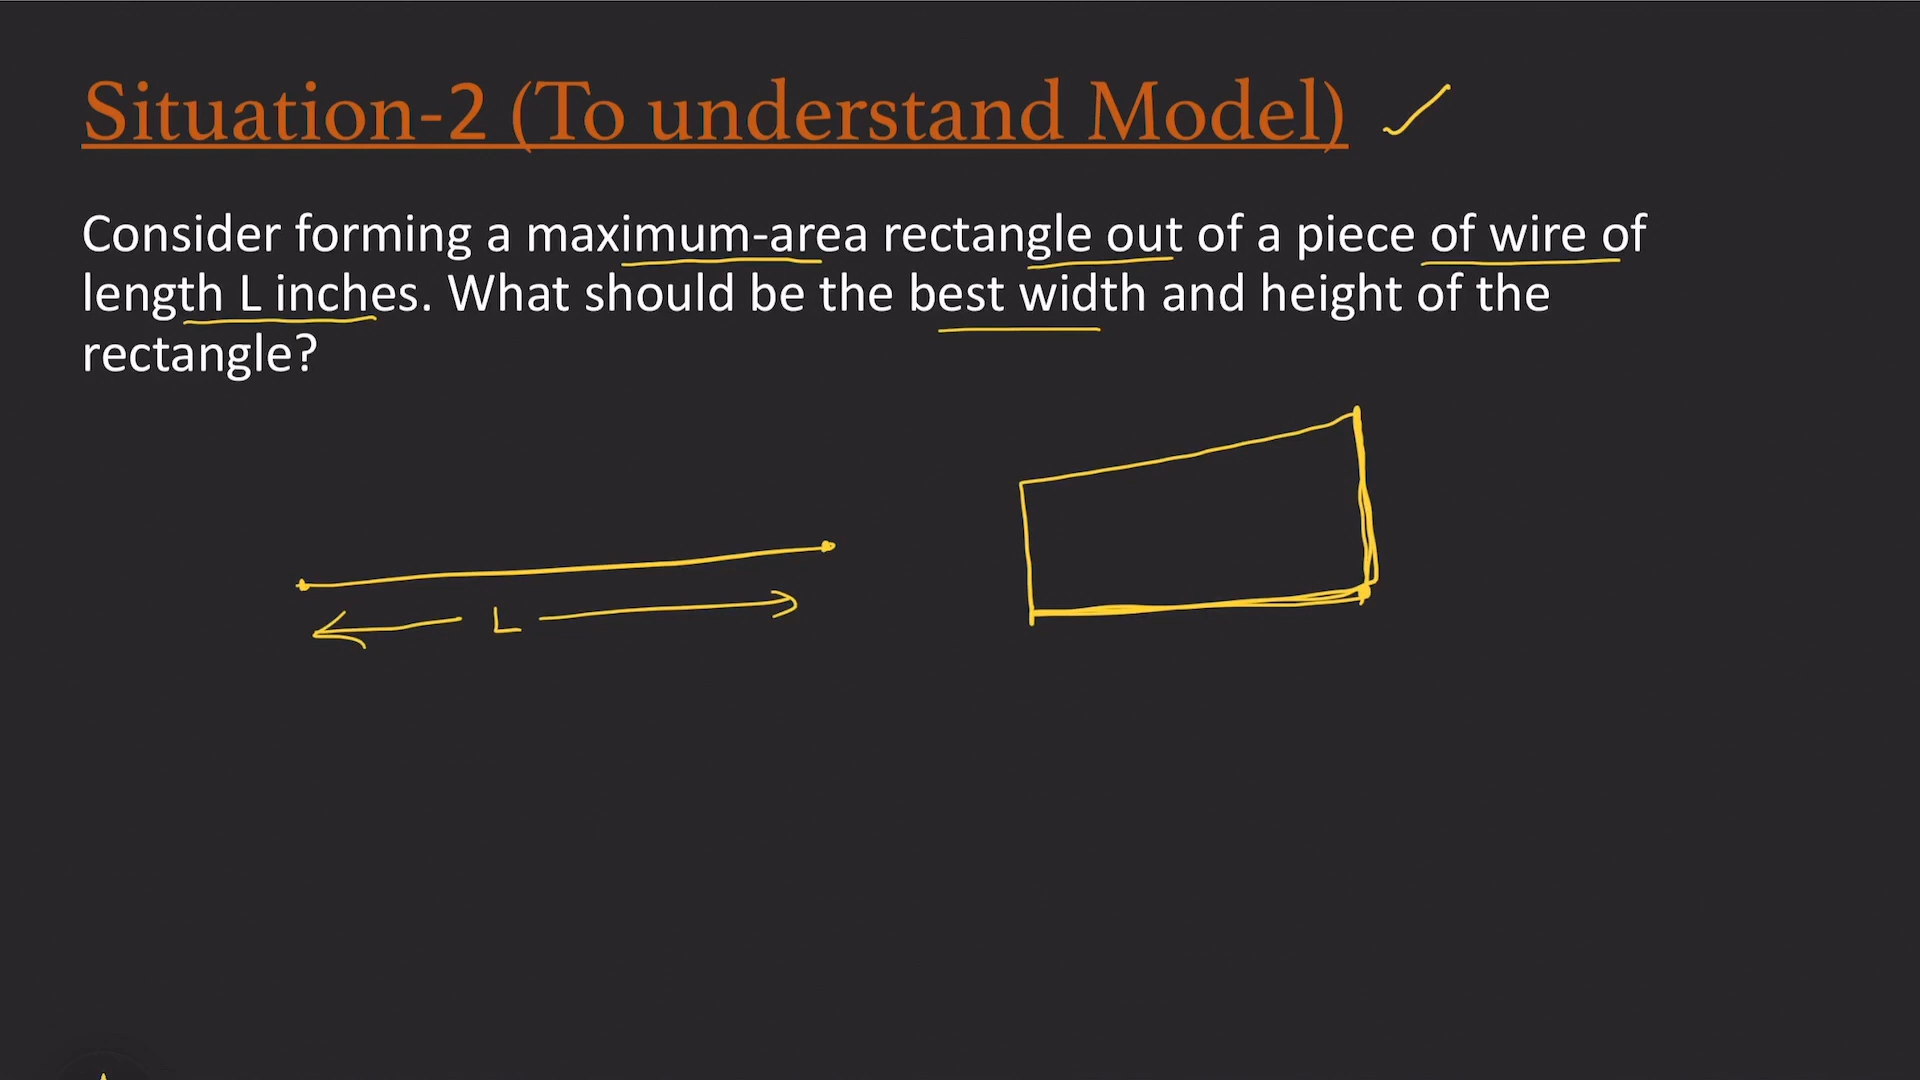 Situation-2 (To understand Model)
Consider forming a maximum-area rectangle out of a piece of wire of
length L inches. What should be the best width and height of the
rectangle?
L